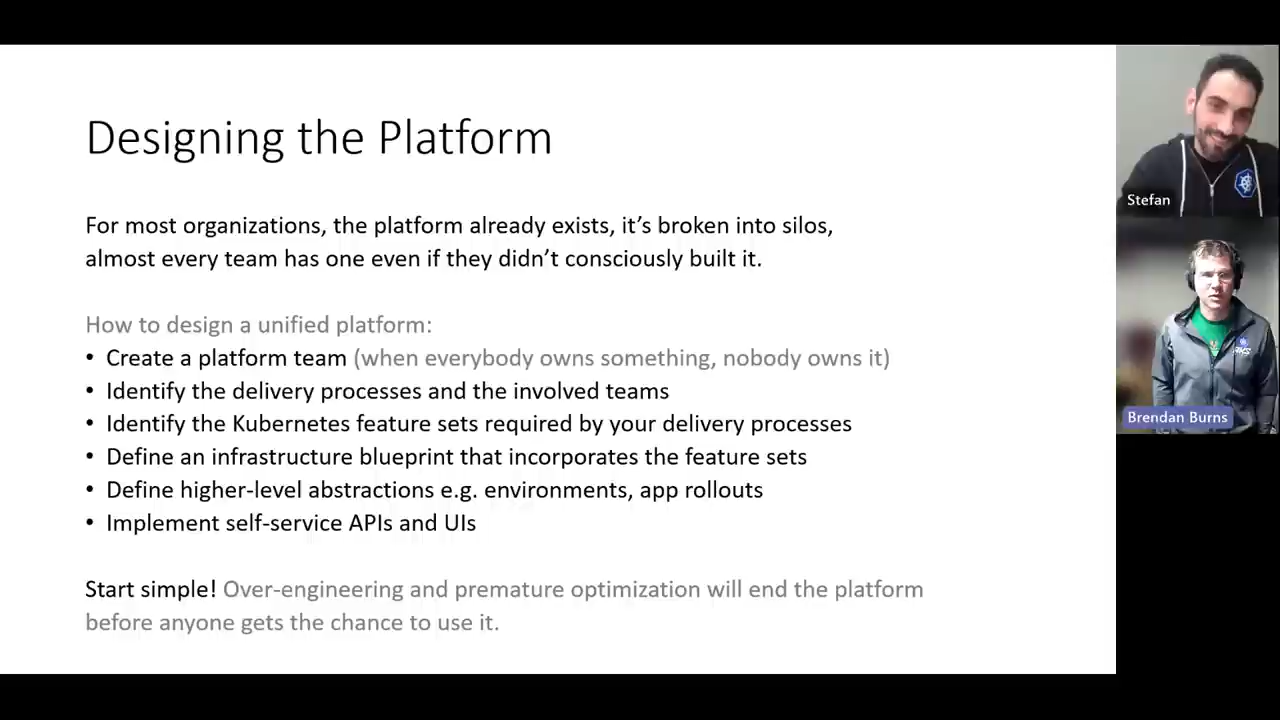 Designing the Platform
For most organizations, the platform already exists, it’s broken into silos,
almost every team has one even if they didn’t consciously built it.
How to design a unified platform:
• Create a platform team (when everybody owns something, nobody owns it)
• Identify the delivery processes and the involved teams
• Identify the Kubernetes feature sets required by your delivery processes
• Define an infrastructure blueprint that incorporates the feature sets
• Define higher-level abstractions e.g. environments, app rollouts
• Implement self-service APIs and UIs
Start simple! Over-engineering and premature optimization will end the platform
before anyone gets the chance to use it.
Stefan
Brendan Burns